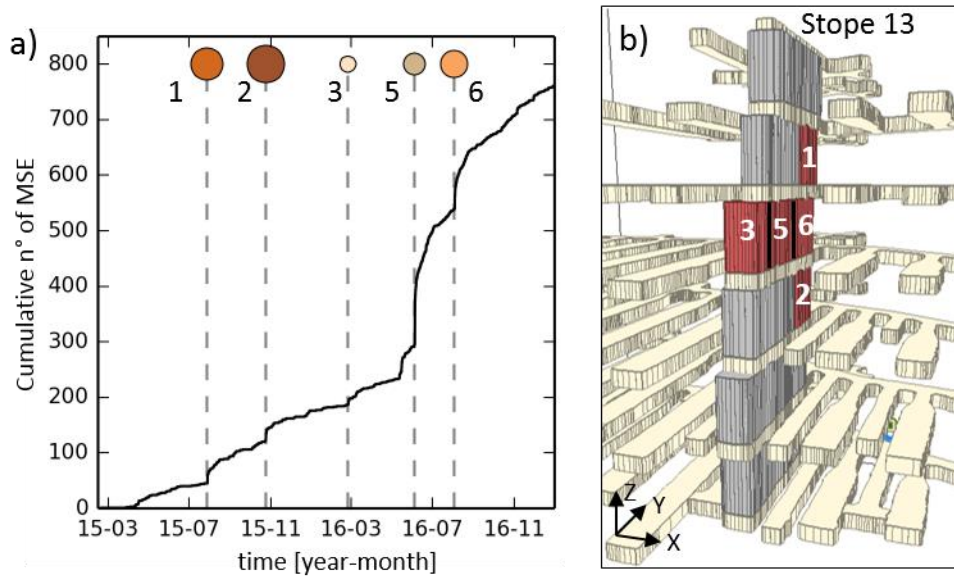 a)
Cumulative n° of MSE
800
700
600
500
400
300
200
100
0
1 2 3 5 6
15-03 15-07 15-11 16-03 16-07 16-11
time [year-month]
b)
Stope 13
1
3 5 6
2
Z
Y
X